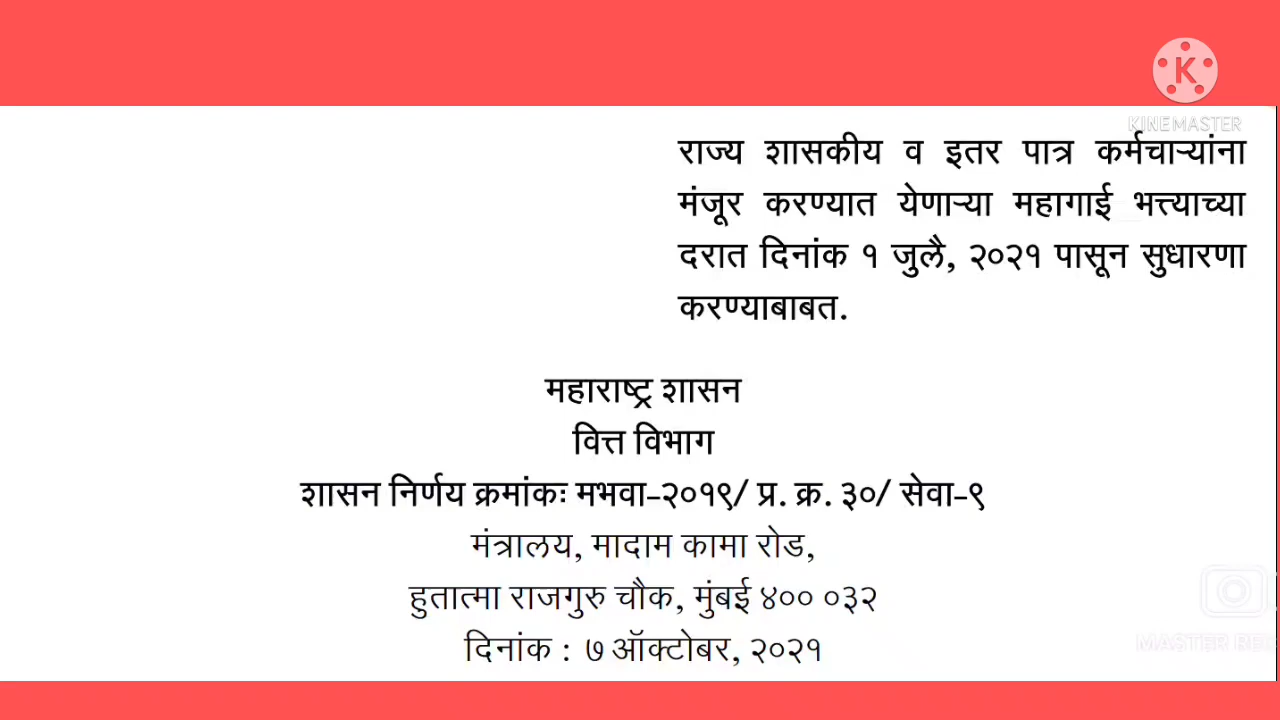 K
KINEMASTER
राज्य शासकीय व इतर पात्र कर्मचाऱ्यांना
मंजूर करण्यात येणाऱ्या महागाई भत्त्याच्या
दरात दिनांक १ जुलै, २०२१ पासून सुधारणा
करण्याबाबत.
महाराष्ट्र शासन
वित्त विभाग
शासन निर्णय क्रमांकः मभवा-२०१९/ प्र. क्र. ३०/ सेवा-९
मंत्रालय, मादाम कामा रोड,
हुतात्मा राजगुरु चौक, मुंबई ४०० ०३२
दिनांक : ७ ऑक्टोबर, २०२१
MASTER